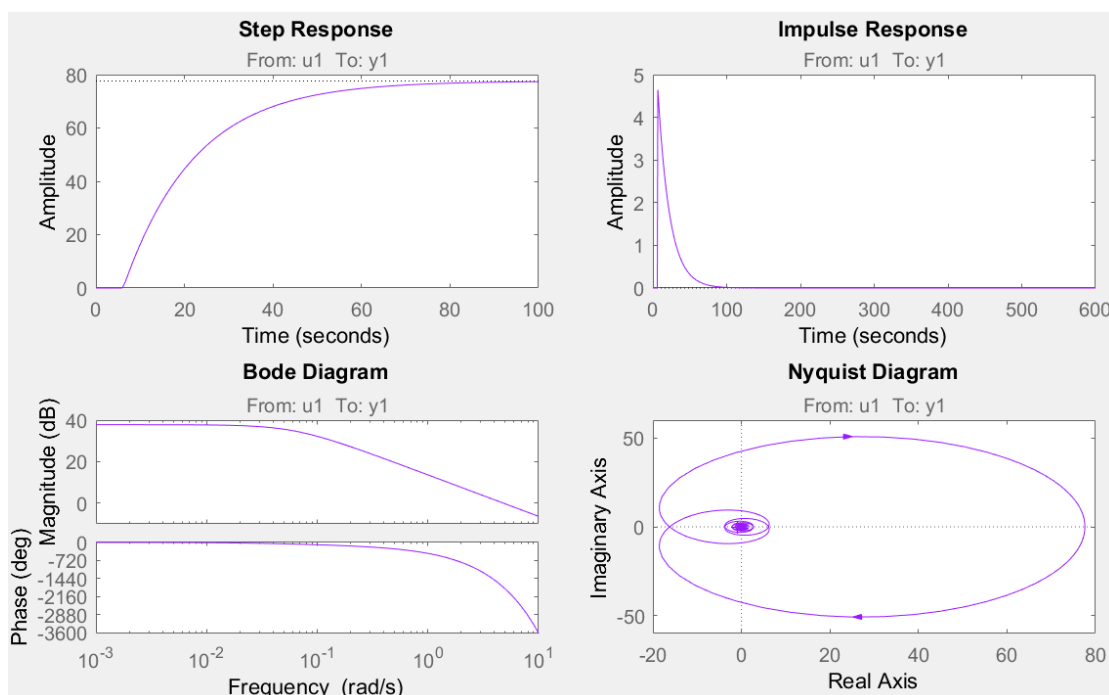 Step Response
From: u1 To: y1
80
60
40
20
0
Amplitude
0 20 40 60 80 100
Time (seconds)
Impulse Response
From: u1 To: y1
5
4
3
2
1
0
Amplitude
0 100 200 300 400 500 600
Time (seconds)
Bode Diagram
From: u1 To: y1
40
20
0
Magnitude (dB)
0
-720
-1440
-2160
-2880
-3600
Phase (deg)
10^-3 10^-2 10^-1 10^0 10^1
Frequency (rad/s)
Nyquist Diagram
From: u1 To: y1
50
0
-50
Imaginary Axis
-20 0 20 40 60 80
Real Axis